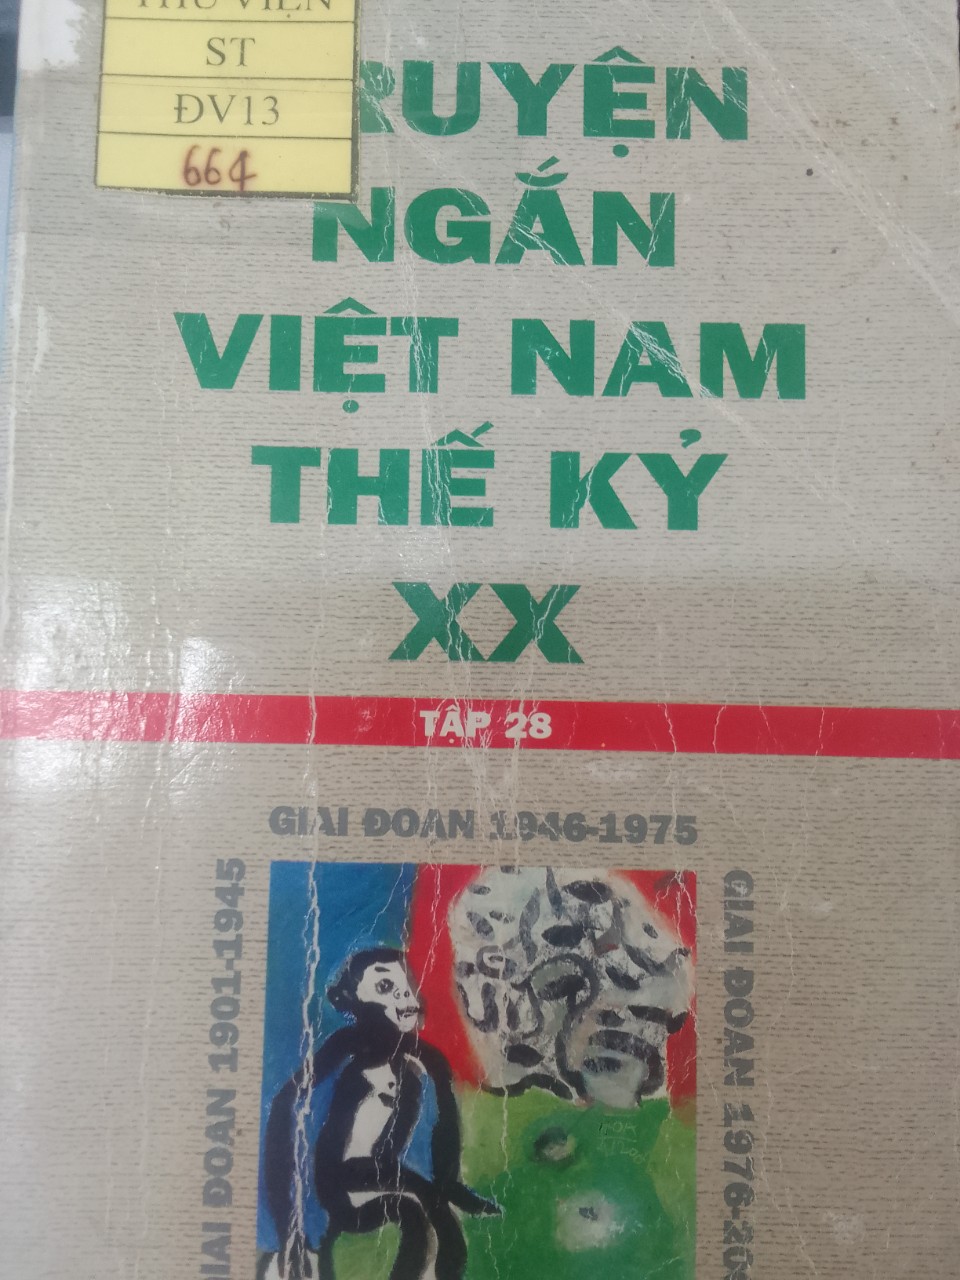 THƯ VIỆN
ST
ĐV13
664
RUYỆN
NGẮN
VIỆT NAM
THẾ KỶ
XX
TẬP 28
GIAI ĐOẠN 1946-1975
GIAI ĐOẠN 1901-1945
GIAI ĐOẠN 1976-20